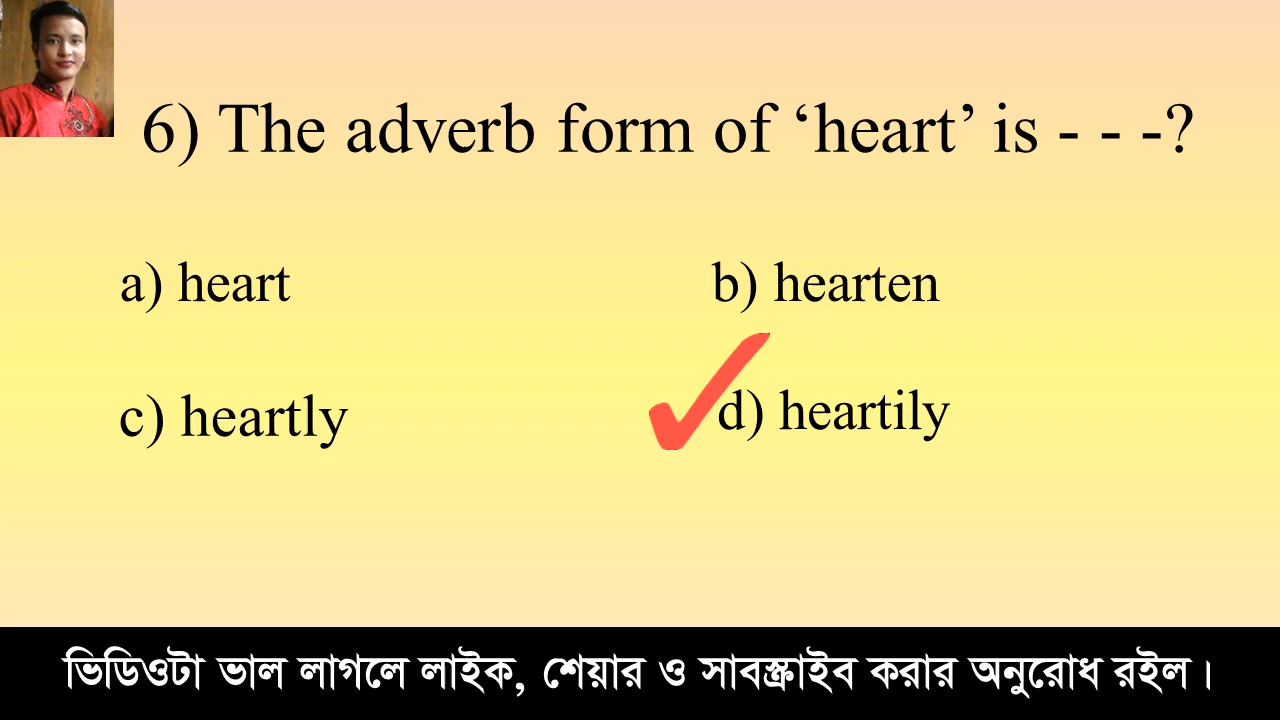 6) The adverb form of ‘heart’ is - - -?
a) heart
b) hearten
c) heartly
d) heartily
ভিডিওটা ভাল লাগলে লাইক, শেয়ার ও সাবস্ক্রাইব করার অনুরোধ রইল।